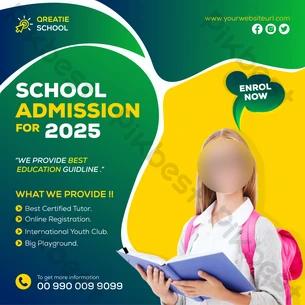 QREATIE
SCHOOL
www.yourwebsiteurl.com
SCHOOL
ADMISSION
FOR 2025
ENROL
NOW
"WE PROVIDE BEST
EDUCATION GUIDLINE ."
WHAT WE PROVIDE !!
Best Certified Tutor.
Online Registration.
International Youth Club.
Big Playground.
To get more information
00 990 009 9099